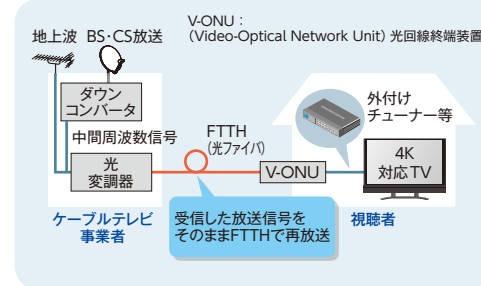 V-ONU：
(Video-Optical Network Unit) 光回線終端装置
地上波 BS・CS放送
ダウン
コンバータ
中間周波数信号
光
変調器
FTTH
(光ファイバ)
V-ONU
外付け
チューナー等
4K
対応TV
ケーブルテレビ
事業者
受信した放送信号を
そのままFTTHで再放送
視聴者